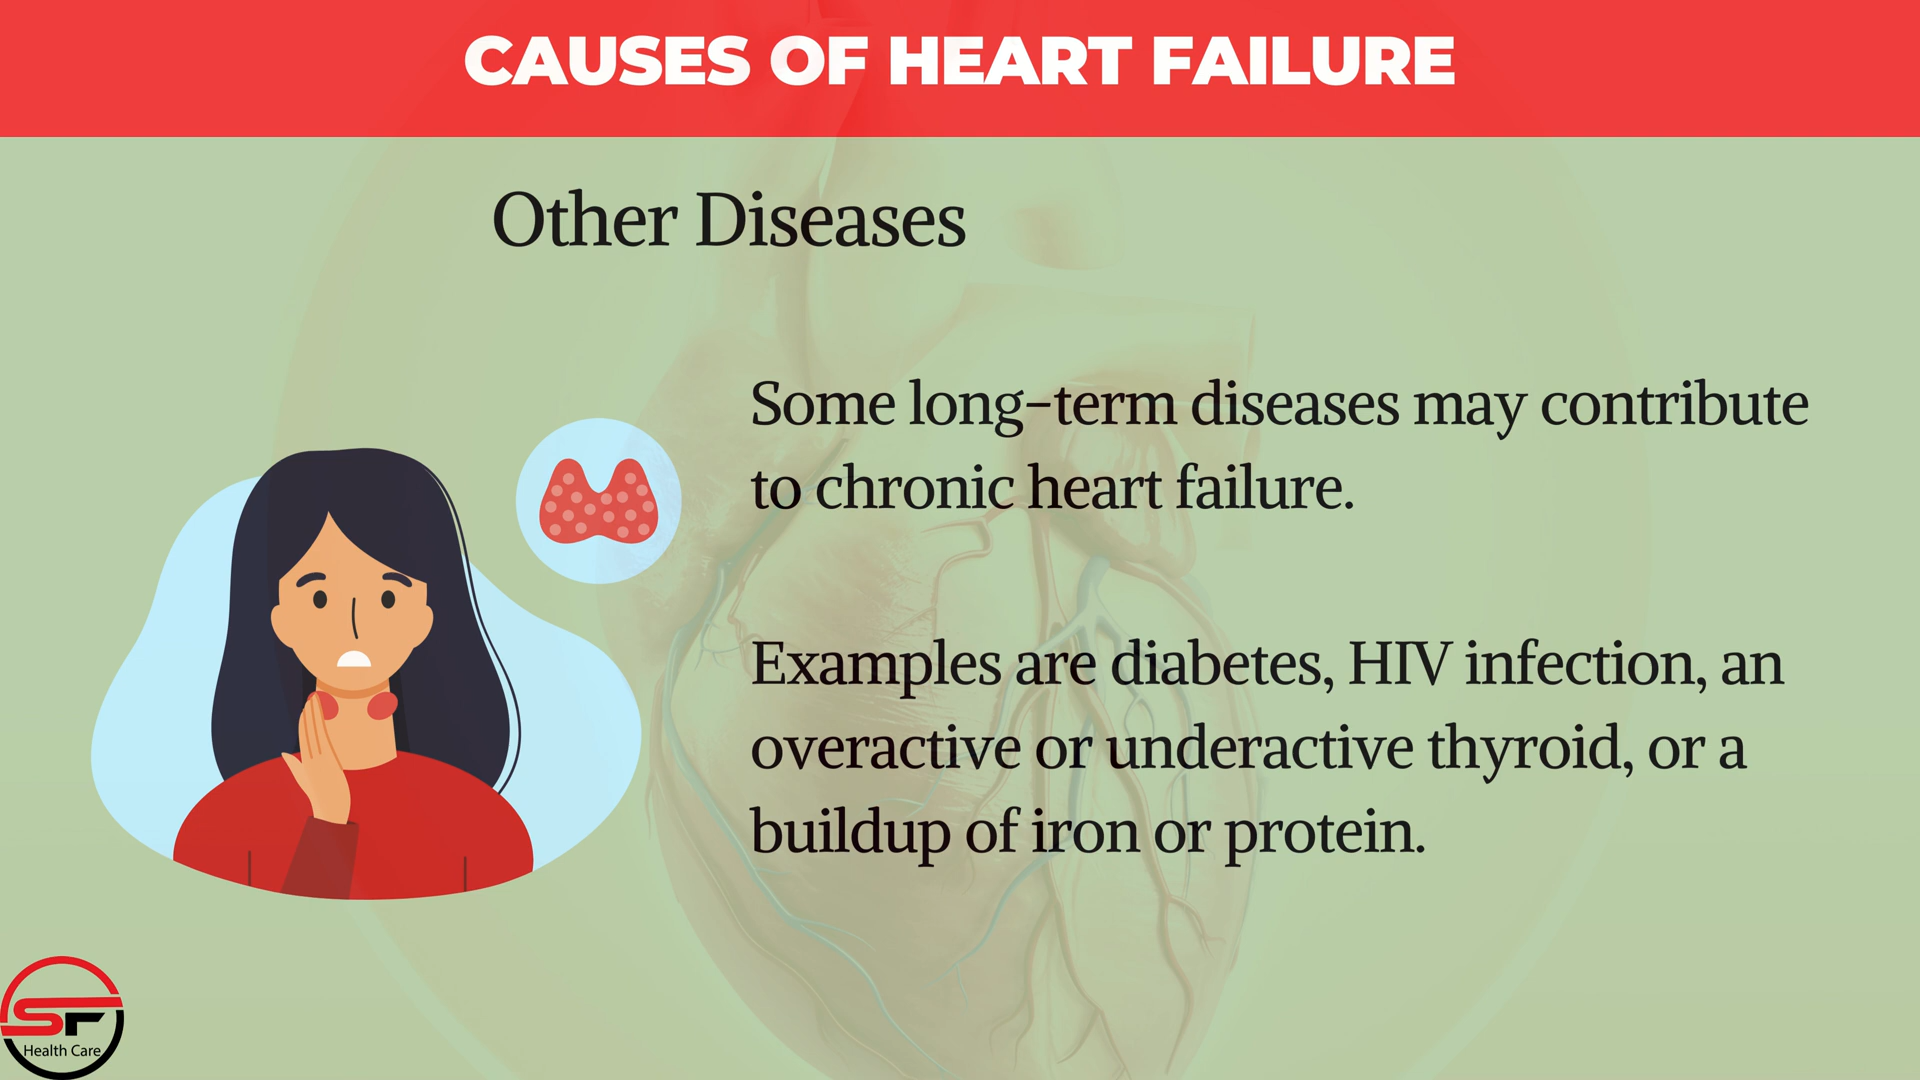 CAUSES OF HEART FAILURE
Other Diseases
Some long-term diseases may contribute
to chronic heart failure.
Examples are diabetes, HIV infection, an
overactive or underactive thyroid, or a
buildup of iron or protein.
SF
Health Care